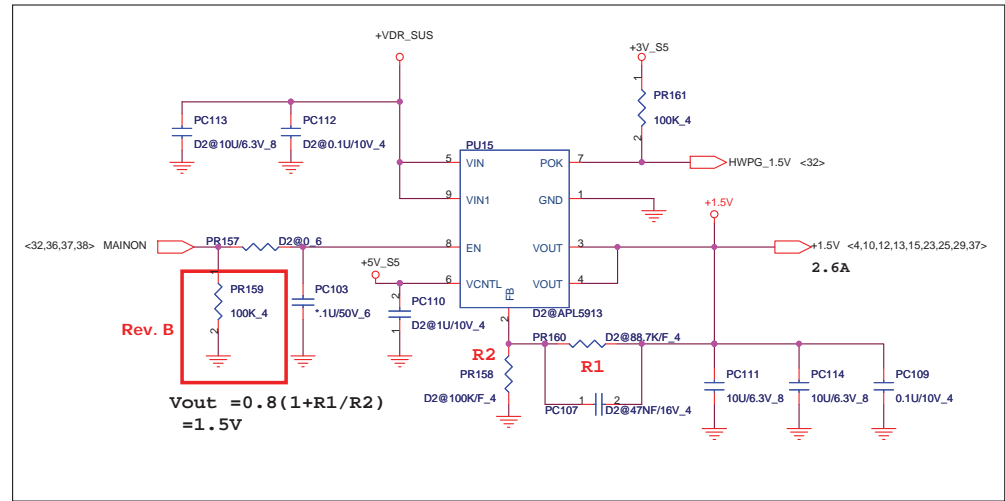 +VDR_SUS
+3V_S5
PC113
D2@10U/6.3V_8
PC112
D2@0.1U/10V_4
1
PR161
100K_4
2
PU15
5 VIN
POK 7
HWPG_1.5V <32>
9 VIN1
GND 1
+1.5V
<32,36,37,38> MAINON
PR157 D2@0_6
8 EN
VOUT 3
+1.5V <4,10,12,13,15,23,25,29,37>
2.6A
+5V_S5
6 VCNTL
VOUT 4
FB
D2@APL5913
2
1
PR159
100K_4
2
Rev. B
PC103
*.1U/50V_6
2
PC110
D2@1U/10V_4
1
R2
PR160 D2@88.7K/F_4
R1
PR158
D2@100K/F_4
PC107 1 2 D2@47NF/16V_4
PC111
10U/6.3V_8
PC114
10U/6.3V_8
PC109
0.1U/10V_4
Vout =0.8(1+R1/R2)
=1.5V